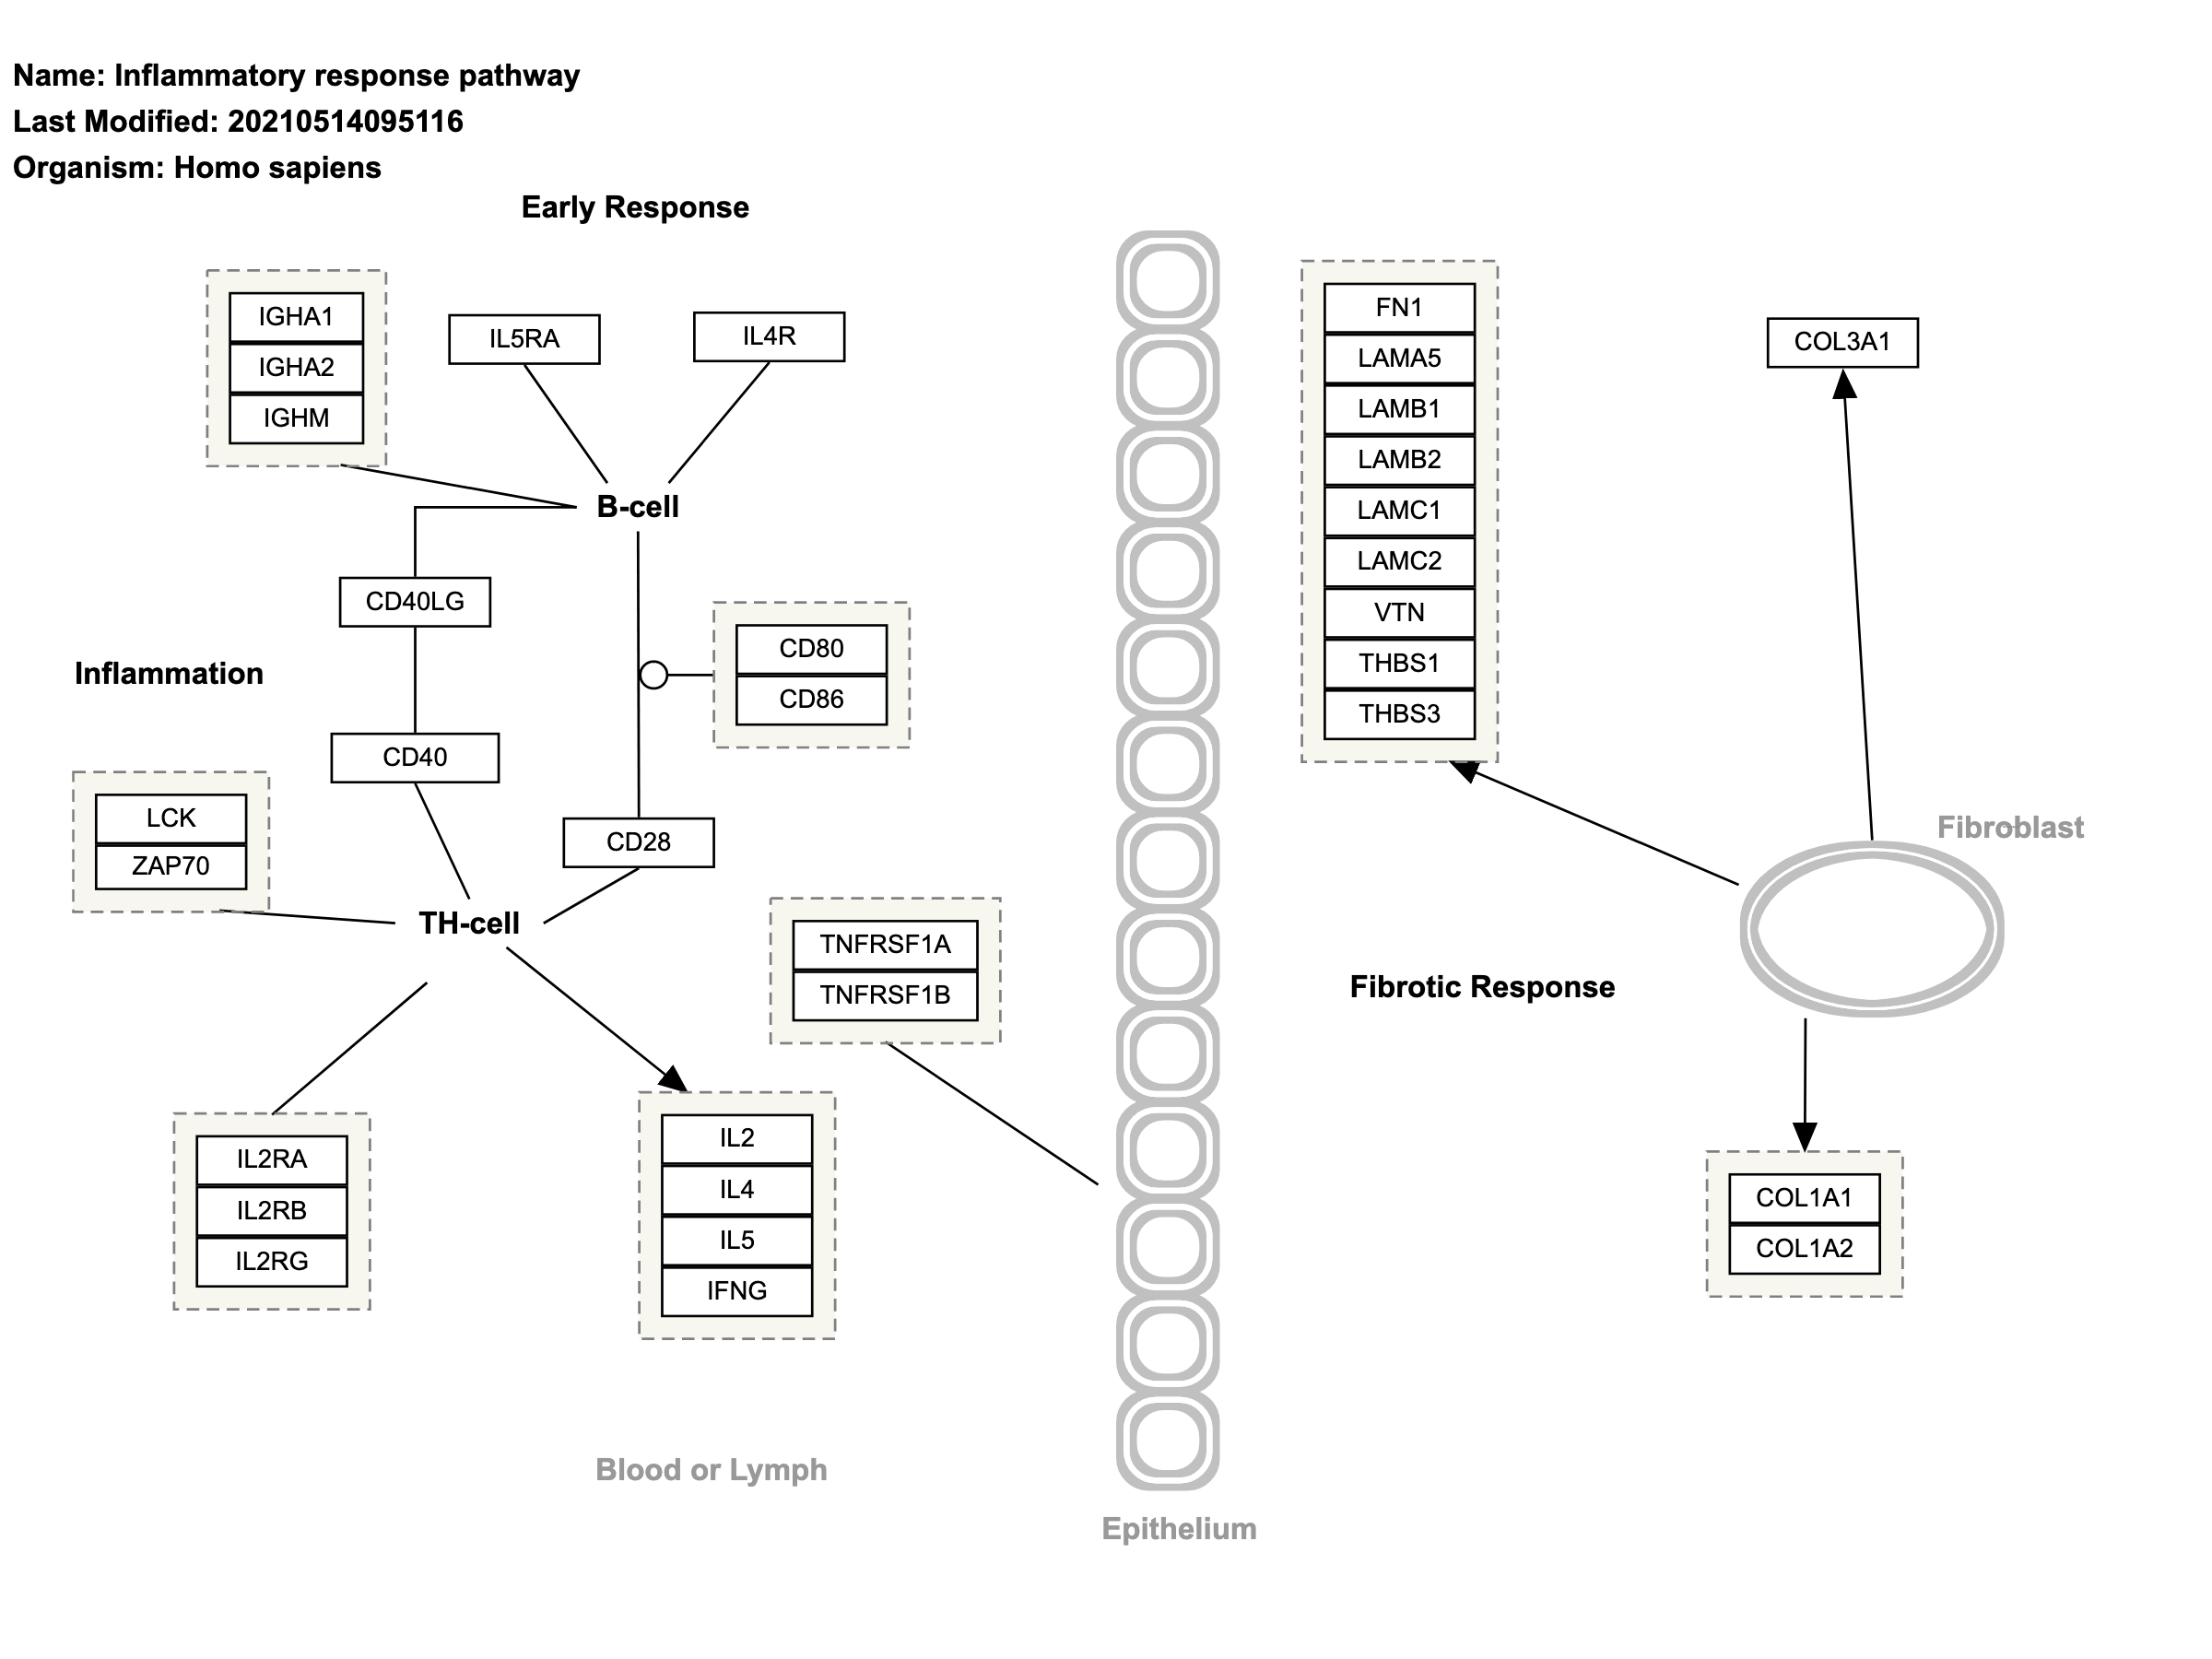 Name: Inflammatory response pathway
Last Modified: 20210514095116
Organism: Homo sapiens
Early Response
IGHA1
IGHA2
IGHM
IL5RA
IL4R
B-cell
CD40LG
CD80
CD86
Inflammation
CD40
LCK
ZAP70
CD28
TH-cell
TNFRSF1A
TNFRSF1B
IL2RA
IL2RB
IL2RG
IL2
IL4
IL5
IFNG
Blood or Lymph
Epithelium
FN1
LAMA5
LAMB1
LAMB2
LAMC1
LAMC2
VTN
THBS1
THBS3
COL3A1
Fibroblast
Fibrotic Response
COL1A1
COL1A2